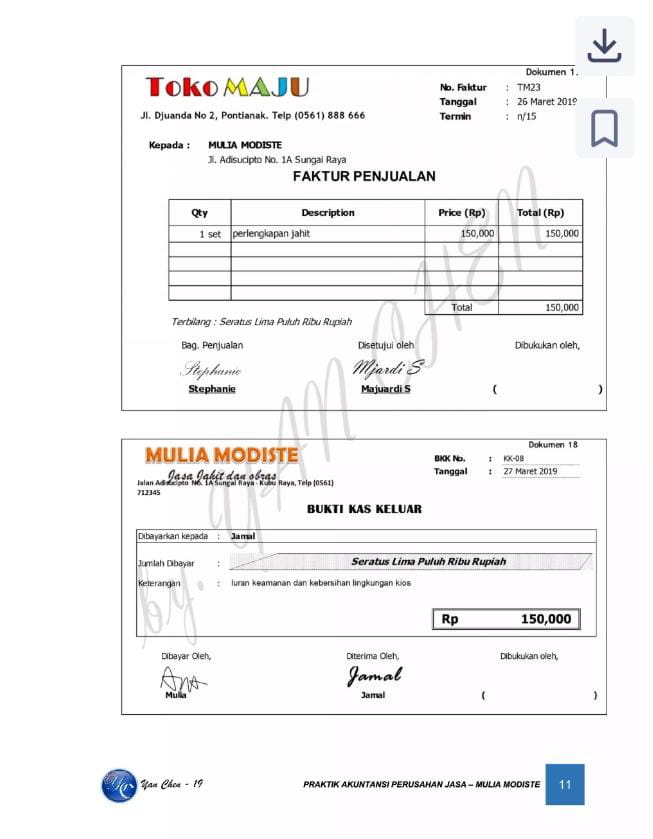 Dokumen 17
Toko MAJU
No. Faktur : TM23
Tanggal : 26 Maret 2019
Jl. Djuanda No 2, Pontianak. Telp (0561) 888 666
Termin : n/15
Kepada : MULIA MODISTE
Jl. Adisucipto No. 1A Sungai Raya
FAKTUR PENJUALAN
Qty Description Price (Rp) Total (Rp)
1 set perlengkapan jahit 150,000 150,000
Total 150,000
Terbilang : Seratus Lima Puluh Ribu Rupiah
Bag. Penjualan Disetujui oleh Dibukukan oleh,
Stephanie Mjardi S
Stephanie Majuardi S ( )
by. YAN CHEN
Dokumen 18
MULIA MODISTE
BKK No. : KK-08
Jasa Jahit dan obras
Tanggal : 27 Maret 2019
Jalan Adisucipto No. 1A Sungai Raya - Kubu Raya, Telp (0561)
712345
BUKTI KAS KELUAR
Dibayarkan kepada : Jamal
Jumlah Dibayar : Seratus Lima Puluh Ribu Rupiah
Keterangan : Iuran keamanan dan kebersihan lingkungan kios
Rp 150,000
Dibayar Oleh, Diterima Oleh, Dibukukan oleh,
Jamal
Mulia Jamal ( )
Yan Chen - 19
PRAKTIK AKUNTANSI PERUSAHAN JASA – MULIA MODISTE 11